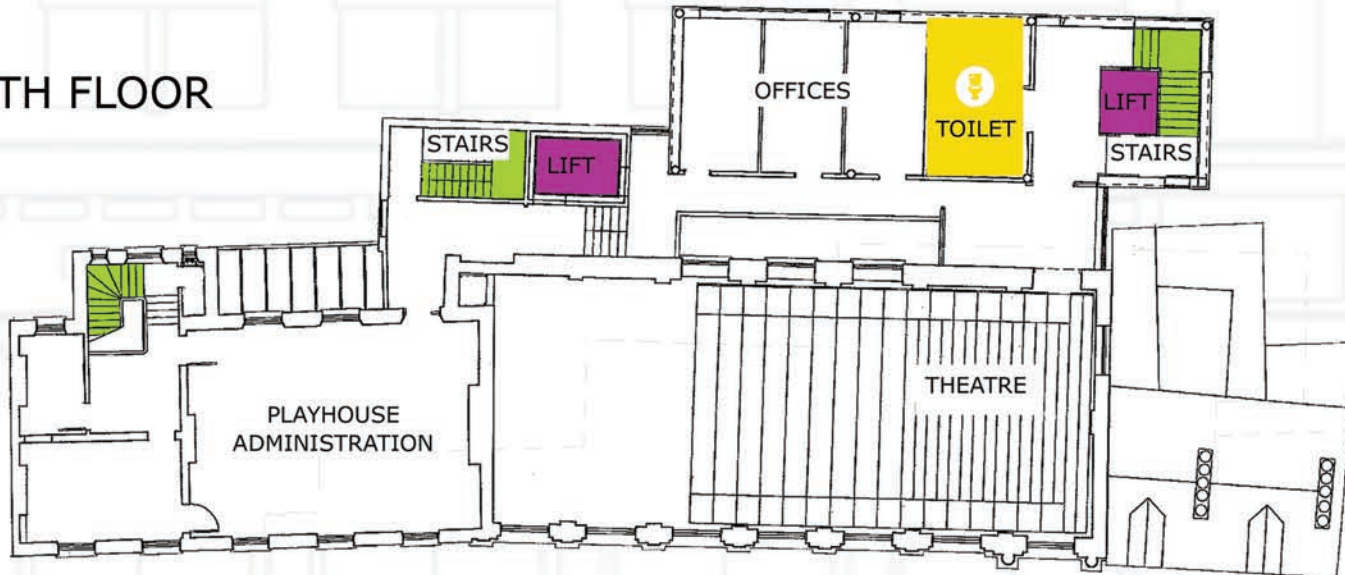 TH FLOOR
OFFICES
TOILET
LIFT
STAIRS
STAIRS
LIFT
THEATRE
PLAYHOUSE
ADMINISTRATION